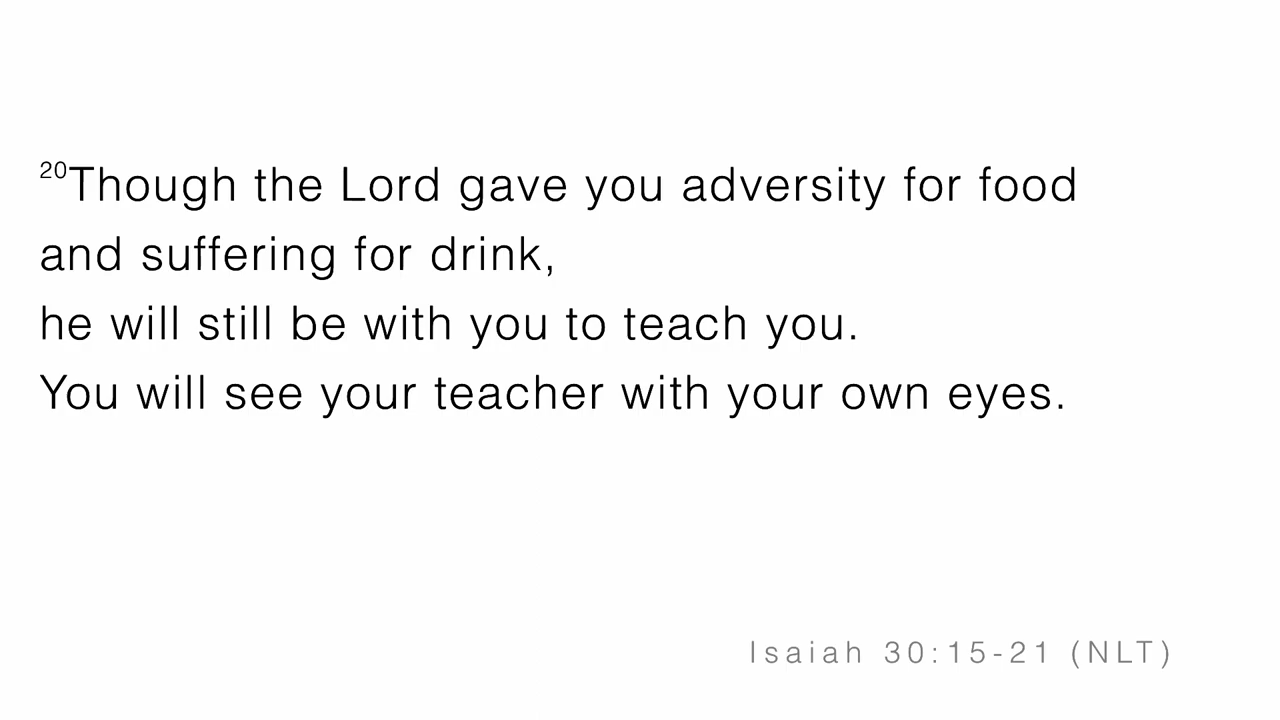 20Though the Lord gave you adversity for food
and suffering for drink,
he will still be with you to teach you.
You will see your teacher with your own eyes.
Isaiah 30:15-21 (NLT)